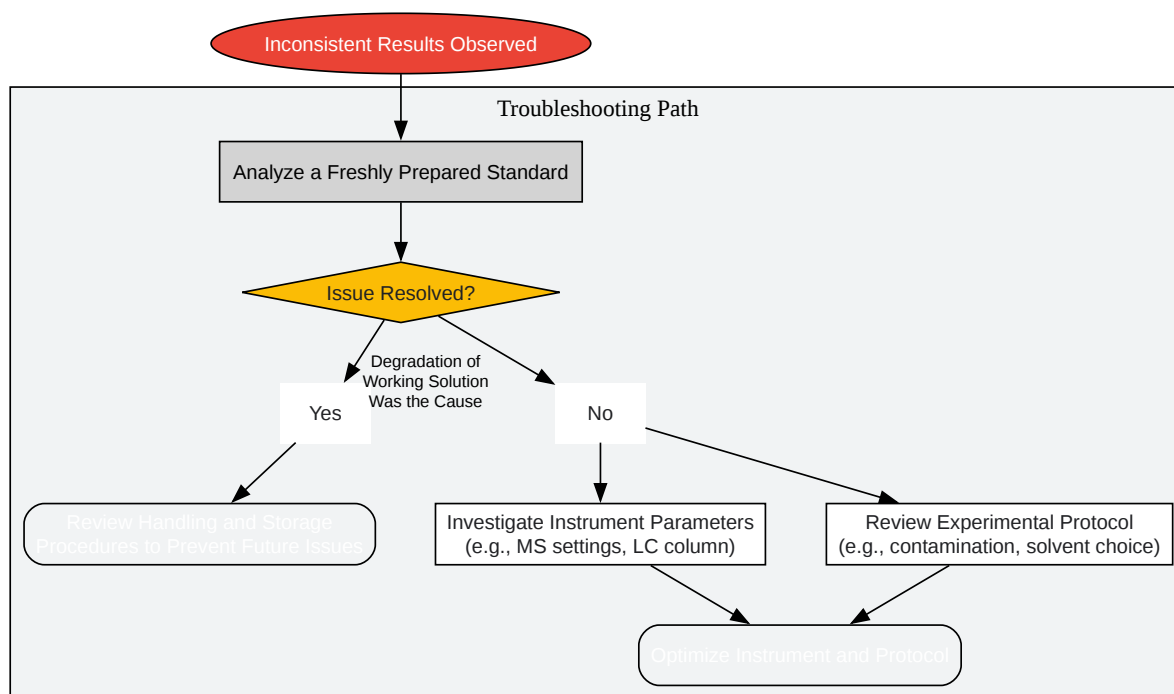 Inconsistent Results Observed
Troubleshooting Path
Analyze a Freshly Prepared Standard
Issue Resolved?
Degradation of
Working Solution
Was the Cause
Yes
No
Review Handling and Storage
Procedures to Prevent Future Issues
Investigate Instrument Parameters
(e.g., MS settings, LC column)
Review Experimental Protocol
(e.g., contamination, solvent choice)
Optimize Instrument and Protocol